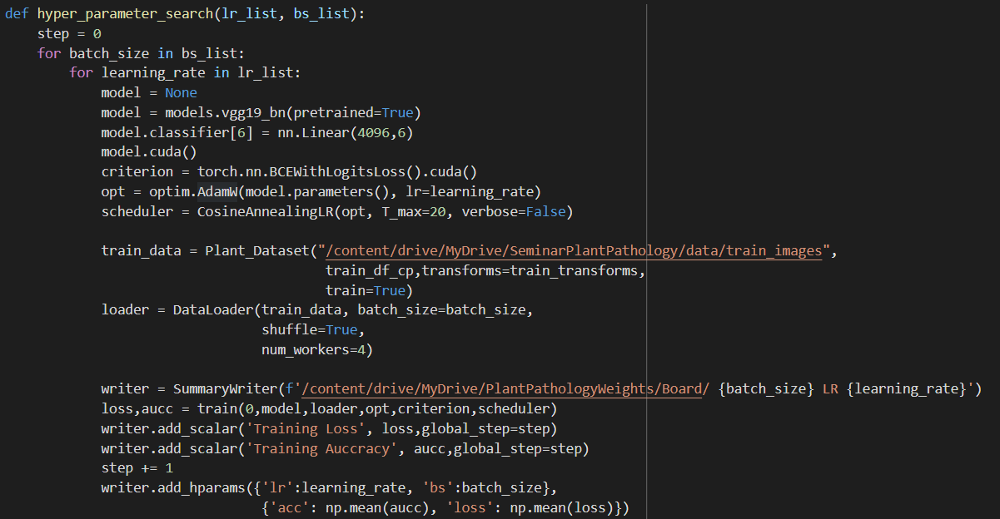 def hyper_parameter_search(lr_list, bs_list):
    step = 0
    for batch_size in bs_list:
        for learning_rate in lr_list:
            model = None
            model = models.vgg19_bn(pretrained=True)
            model.classifier[6] = nn.Linear(4096,6)
            model.cuda()
            criterion = torch.nn.BCEWithLogitsLoss().cuda()
            opt = optim.AdamW(model.parameters(), lr=learning_rate)
            scheduler = CosineAnnealingLR(opt, T_max=20, verbose=False)

            train_data = Plant_Dataset("/content/drive/MyDrive/SeminarPlantPathology/data/train_images",
                                        train_df_cp,transforms=train_transforms,
                                        train=True)
            loader = DataLoader(train_data, batch_size=batch_size,
                                shuffle=True,
                                num_workers=4)

            writer = SummaryWriter(f'/content/drive/MyDrive/PlantPathologyWeights/Board/ {batch_size} LR {learning_rate}')
            loss,aucc = train(0,model,loader,opt,criterion,scheduler)
            writer.add_scalar('Training Loss', loss,global_step=step)
            writer.add_scalar('Training Auccracy', aucc,global_step=step)
            step += 1
            writer.add_hparams({'lr':learning_rate, 'bs':batch_size},
                                {'acc': np.mean(aucc), 'loss': np.mean(loss)})